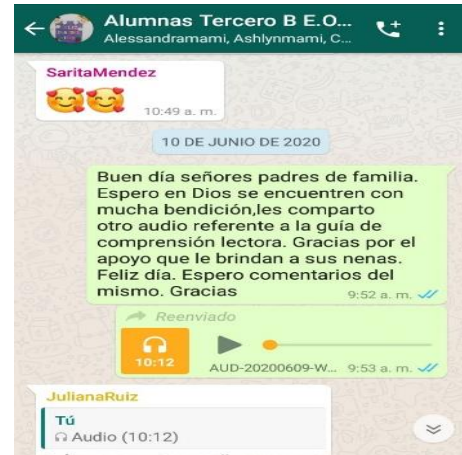 Alumnas Tercero B E.O...
Alessandramami, Ashlynmami, C...
SaritaMendez
🥰🥰
10:49 a. m.
10 DE JUNIO DE 2020
Buen día señores padres de familia.
Espero en Dios se encuentren con
mucha bendición,les comparto
otro audio referente a la guía de
comprensión lectora. Gracias por el
apoyo que le brindan a sus nenas.
Feliz día. Espero comentarios del
mismo. Gracias
9:52 a. m.
Reenviado
10:12
AUD-20200609-W... 9:53 a. m.
JulianaRuiz
Tú
Audio (10:12)